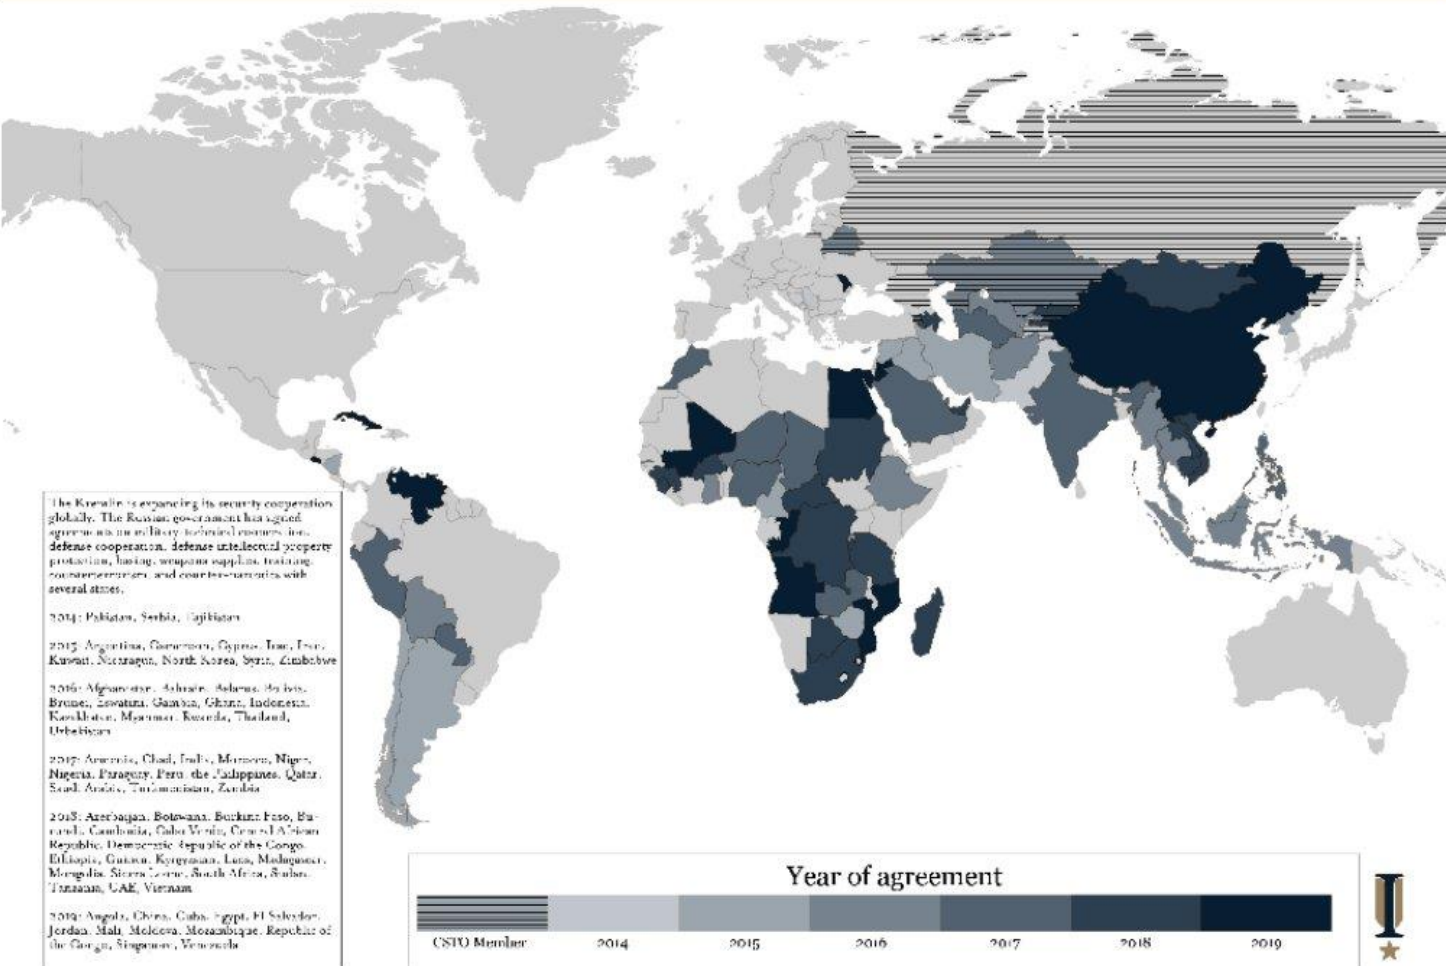 The Kremlin is expanding its security cooperation
globally. The Russian government has signed
agreements on military-technical cooperation,
defense cooperation, defense intellectual property
protection, basing, weapons supplies, training,
counterterrorism, and counter-narcotics with
several states.
2014: Pakistan, Serbia, Tajikistan
2015: Argentina, Cameroon, Cyprus, Iraq, Iran,
Kuwait, Nicaragua, North Korea, Syria, Zimbabwe
2016: Afghanistan, Bahrain, Belarus, Bolivia,
Brunei, Eswatini, Gambia, Ghana, Indonesia,
Kazakhstan, Myanmar, Rwanda, Thailand,
Uzbekistan
2017: Armenia, Chad, India, Morocco, Niger,
Nigeria, Paraguay, Peru, the Philippines, Qatar,
Saudi Arabia, Turkmenistan, Zambia
2018: Azerbaijan, Botswana, Burkina Faso, Bu-
rundi, Cambodia, Cabo Verde, Central African
Republic, Democratic Republic of the Congo,
Ethiopia, Guinea, Kyrgyzstan, Laos, Madagascar,
Mongolia, Sierra Leone, South Africa, Sudan,
Tanzania, UAE, Vietnam
2019: Angola, China, Cuba, Egypt, El Salvador,
Jordan, Mali, Moldova, Mozambique, Republic of
the Congo, Singapore, Venezuela
Year of agreement
CSTO Member 2014 2015 2016 2017 2018 2019